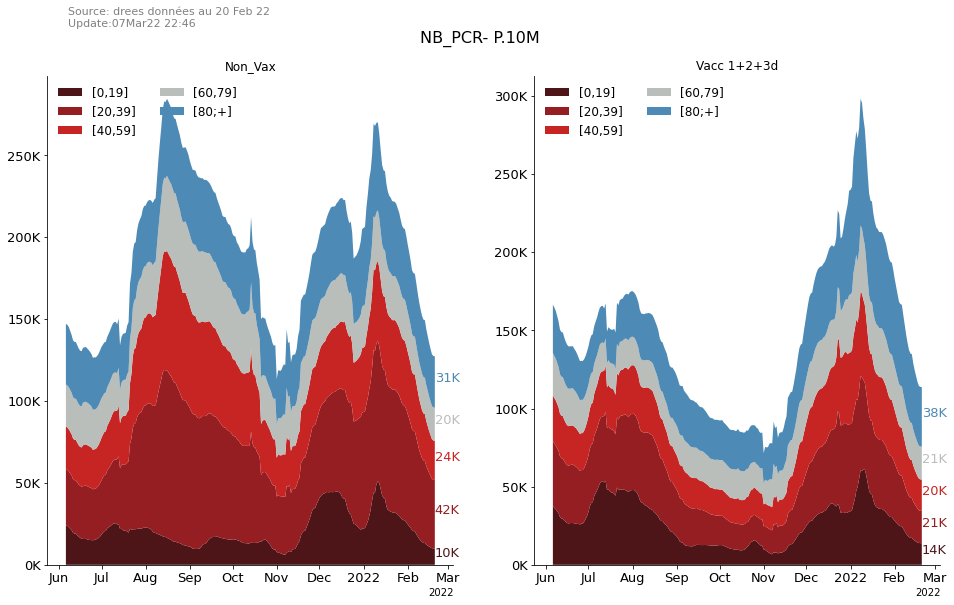 Source: drees données au 20 Feb 22
Update:07Mar22 22:46
NB_PCR- P.10M
Non_Vax
[0,19]
[20,39]
[40,59]
[60,79]
[80;+]
250K
200K
150K
100K
50K
0K
31K
20K
24K
42K
10K
Jun Jul Aug Sep Oct Nov Dec 2022 Feb Mar
2022
Vacc 1+2+3d
[0,19]
[20,39]
[40,59]
[60,79]
[80;+]
300K
250K
200K
150K
100K
50K
0K
38K
21K
20K
21K
14K
Jun Jul Aug Sep Oct Nov Dec 2022 Feb Mar
2022